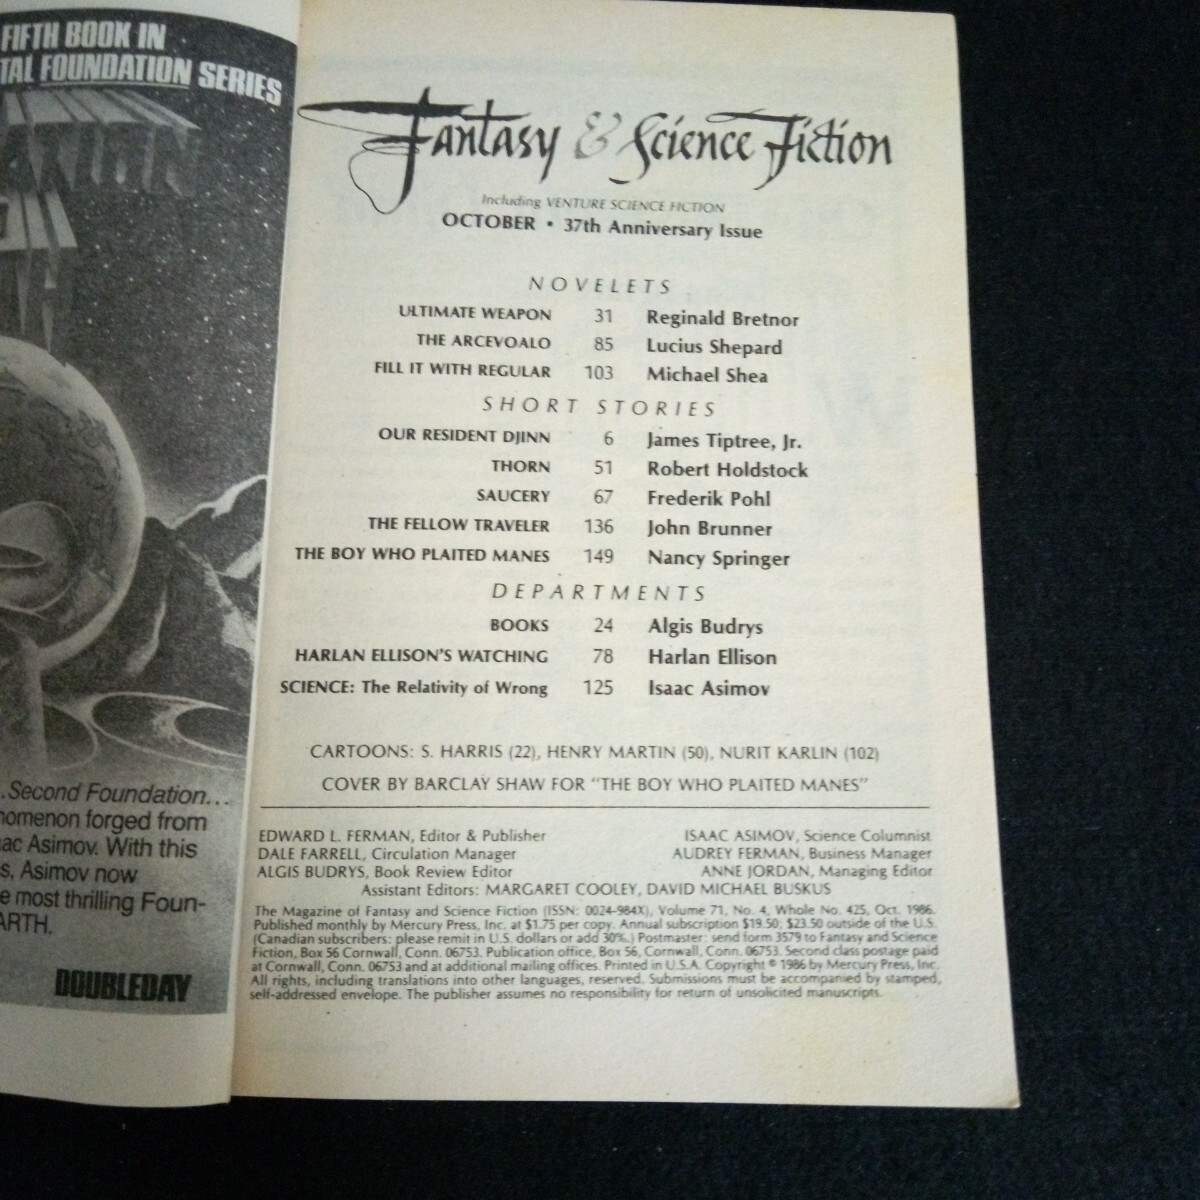 FIFTH BOOK IN
FOUNDATION SERIES
.Second Foundation...
forged from
Asimov. With this
Asimov now
most thrilling Foun-
DOUBLEDAY
Fantasy & Science Fiction
Including VENTURE SCIENCE FICTION
OCTOBER • 37th Anniversary Issue
NOVELETS
ULTIMATE WEAPON 31 Reginald Bretnor
THE ARCEVOALO 85 Lucius Shepard
FILL IT WITH REGULAR 103 Michael Shea
SHORT STORIES
OUR RESIDENT DJINN 6 James Tiptree, Jr.
THORN 51 Robert Holdstock
SAUCERY 67 Frederik Pohl
THE FELLOW TRAVELER 136 John Brunner
THE BOY WHO PLAITED MANES 149 Nancy Springer
DEPARTMENTS
BOOKS 24 Algis Budrys
HARLAN ELLISON'S WATCHING 78 Harlan Ellison
SCIENCE: The Relativity of Wrong 125 Isaac Asimov
CARTOONS: S. HARRIS (22), HENRY MARTIN (50), NURIT KARLIN (102)
COVER BY BARCLAY SHAW FOR "THE BOY WHO PLAITED MANES"
EDWARD L. FERMAN, Editor & Publisher ISAAC ASIMOV, Science Columnist
DALE FARRELL, Circulation Manager AUDREY FERMAN, Business Manager
ALGIS BUDRYS, Book Review Editor ANNE JORDAN, Managing Editor
Assistant Editors: MARGARET COOLEY, DAVID MICHAEL BUSKUS
The Magazine of Fantasy and Science Fiction (ISSN: 0024-984X), Volume 71, No. 4, Whole No. 425, Oct. 1986.
Published monthly by Mercury Press, Inc. at $1.75 per copy. Annual subscription $19.50; $23.50 outside of the U.S.
(Canadian subscribers: please remit in U.S. dollars or add 30%.) Postmaster: send form 3579 to Fantasy and Science
Fiction, Box 56 Cornwall, Conn. 06753. Publication office, Box 56, Cornwall, Conn. 06753. Second class postage paid
at Cornwall, Conn. 06753 and at additional mailing offices. Printed in U.S.A. Copyright © 1986 by Mercury Press, Inc.
All rights, including translations into other languages, reserved. Submissions must be accompanied by stamped,
self-addressed envelope. The publisher assumes no responsibility for return of unsolicited manuscripts.